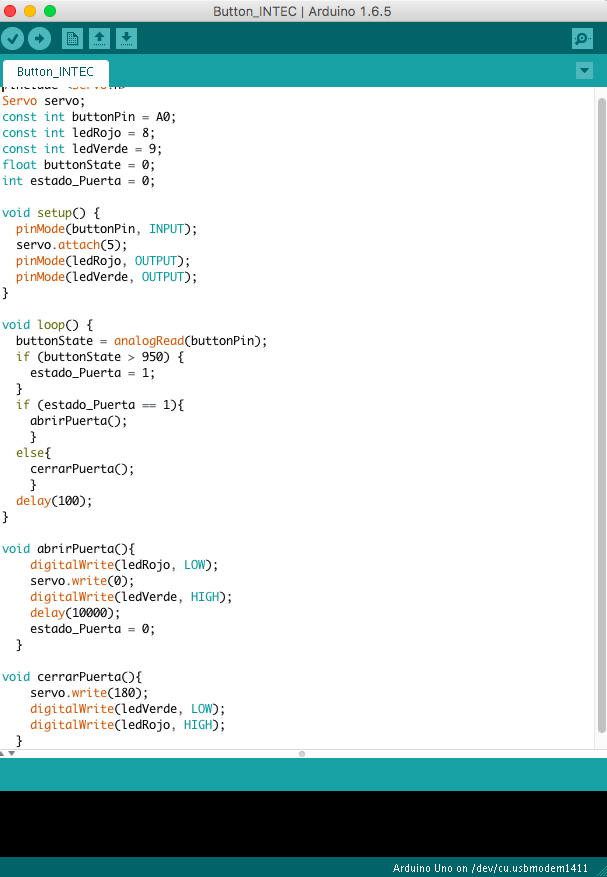 Button_INTEC | Arduino 1.6.5
Button_INTEC
Servo servo;
const int buttonPin = A0;
const int ledRojo = 8;
const int ledVerde = 9;
float buttonState = 0;
int estado_Puerta = 0;
void setup() {
pinMode(buttonPin, INPUT);
servo.attach(5);
pinMode(ledRojo, OUTPUT);
pinMode(ledVerde, OUTPUT);
}
void loop() {
buttonState = analogRead(buttonPin);
if (buttonState > 950) {
estado_Puerta = 1;
}
if (estado_Puerta == 1){
abrirPuerta();
}
else{
cerrarPuerta();
}
delay(100);
}
void abrirPuerta(){
digitalWrite(ledRojo, LOW);
servo.write(0);
digitalWrite(ledVerde, HIGH);
delay(10000);
estado_Puerta = 0;
}
void cerrarPuerta(){
servo.write(180);
digitalWrite(ledVerde, LOW);
digitalWrite(ledRojo, HIGH);
}
Arduino Uno on /dev/cu.usbmodem1411